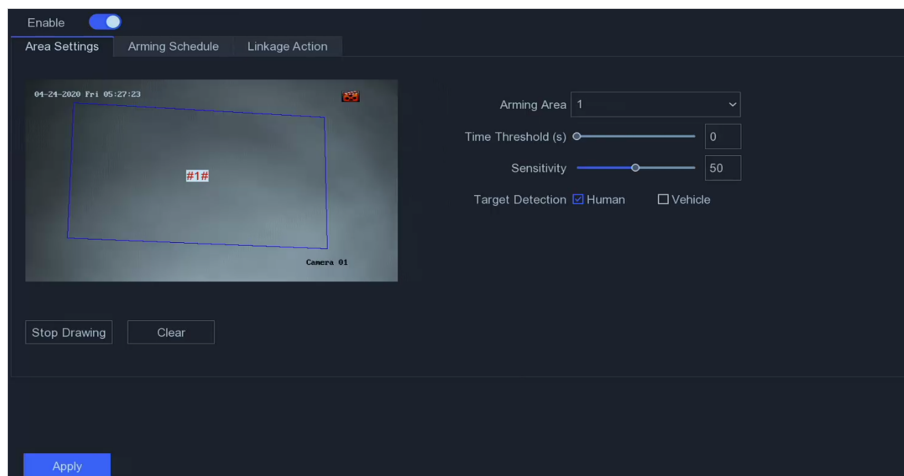 Enable
Area Settings
Arming Schedule
Linkage Action
04-24-2020 Fri 05:27:23
#1#
Camera 01
Arming Area 1
Time Threshold (s) 0
Sensitivity 50
Target Detection Human Vehicle
Stop Drawing
Clear
Apply